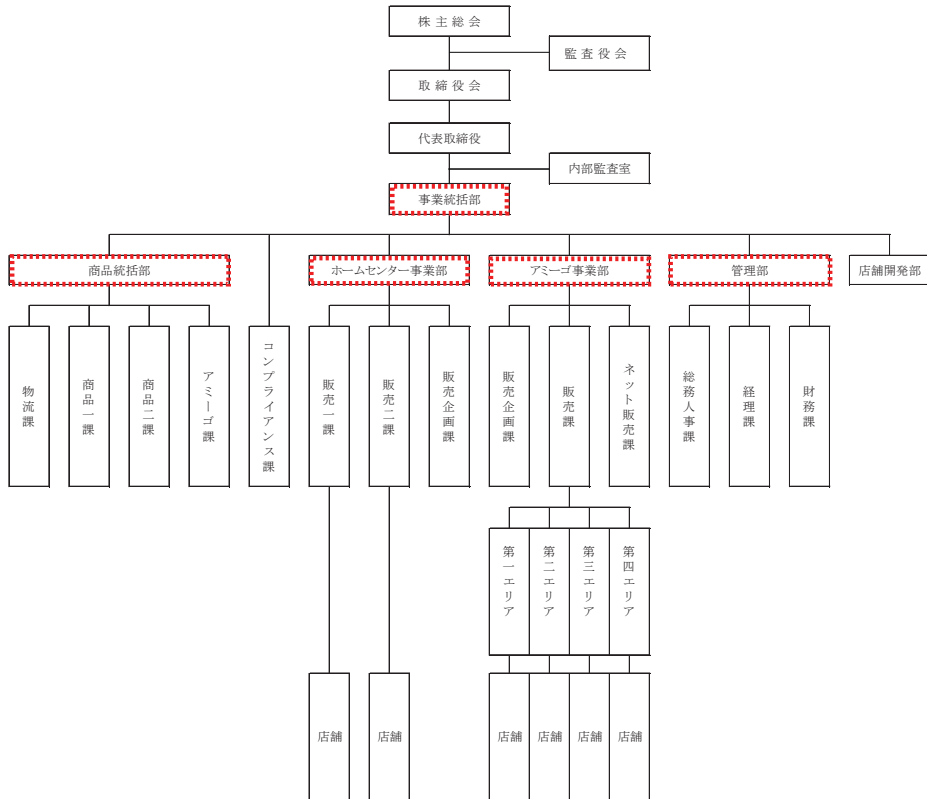 株主総会
監査役会
取締役会
代表取締役
内部監査室
事業統括部
商品統括部
ホームセンター事業部
アミーゴ事業部
管理部
店舗開発部
物流課
商品一課
商品二課
アミーゴ課
コンプライアンス課
販売一課
販売二課
販売企画課
販売企画課
販売課
ネット販売課
総務人事課
経理課
財務課
第一エリア
第二エリア
第三エリア
第四エリア
店舗
店舗
店舗
店舗
店舗
店舗